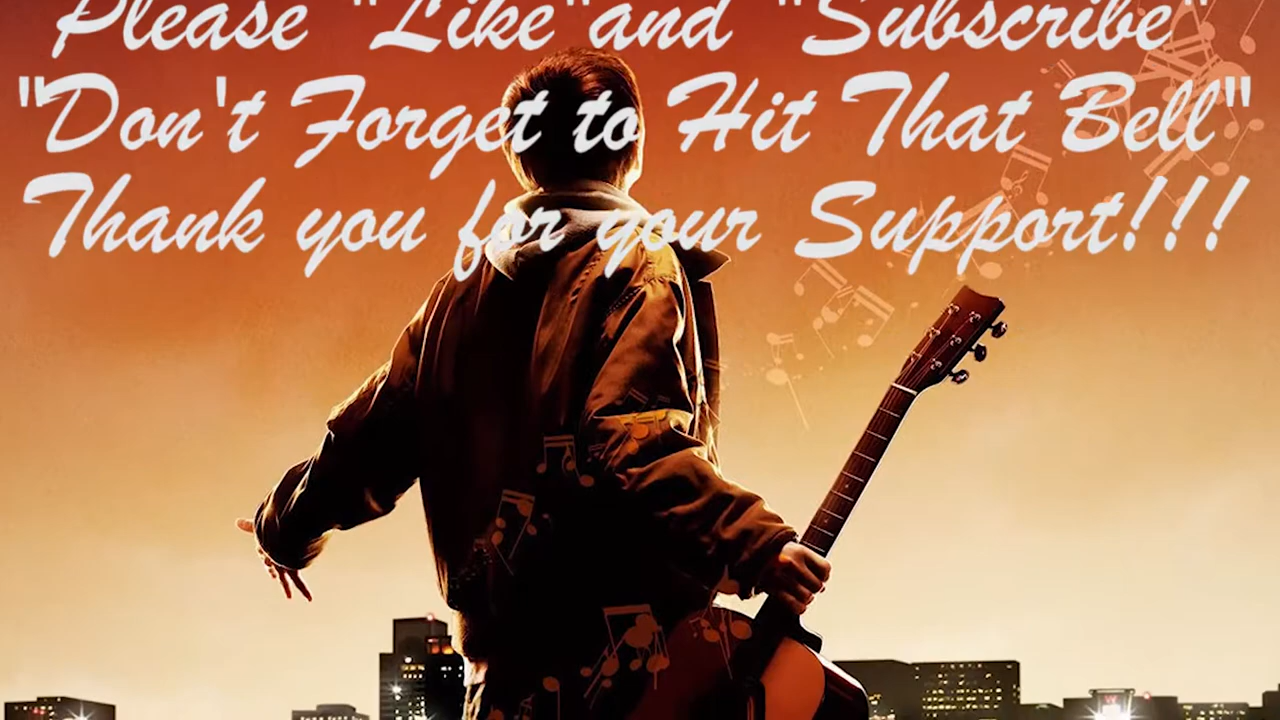 Please "Like"and "Subscribe"
"Don't Forget to Hit That Bell"
Thank you for your Support!!!